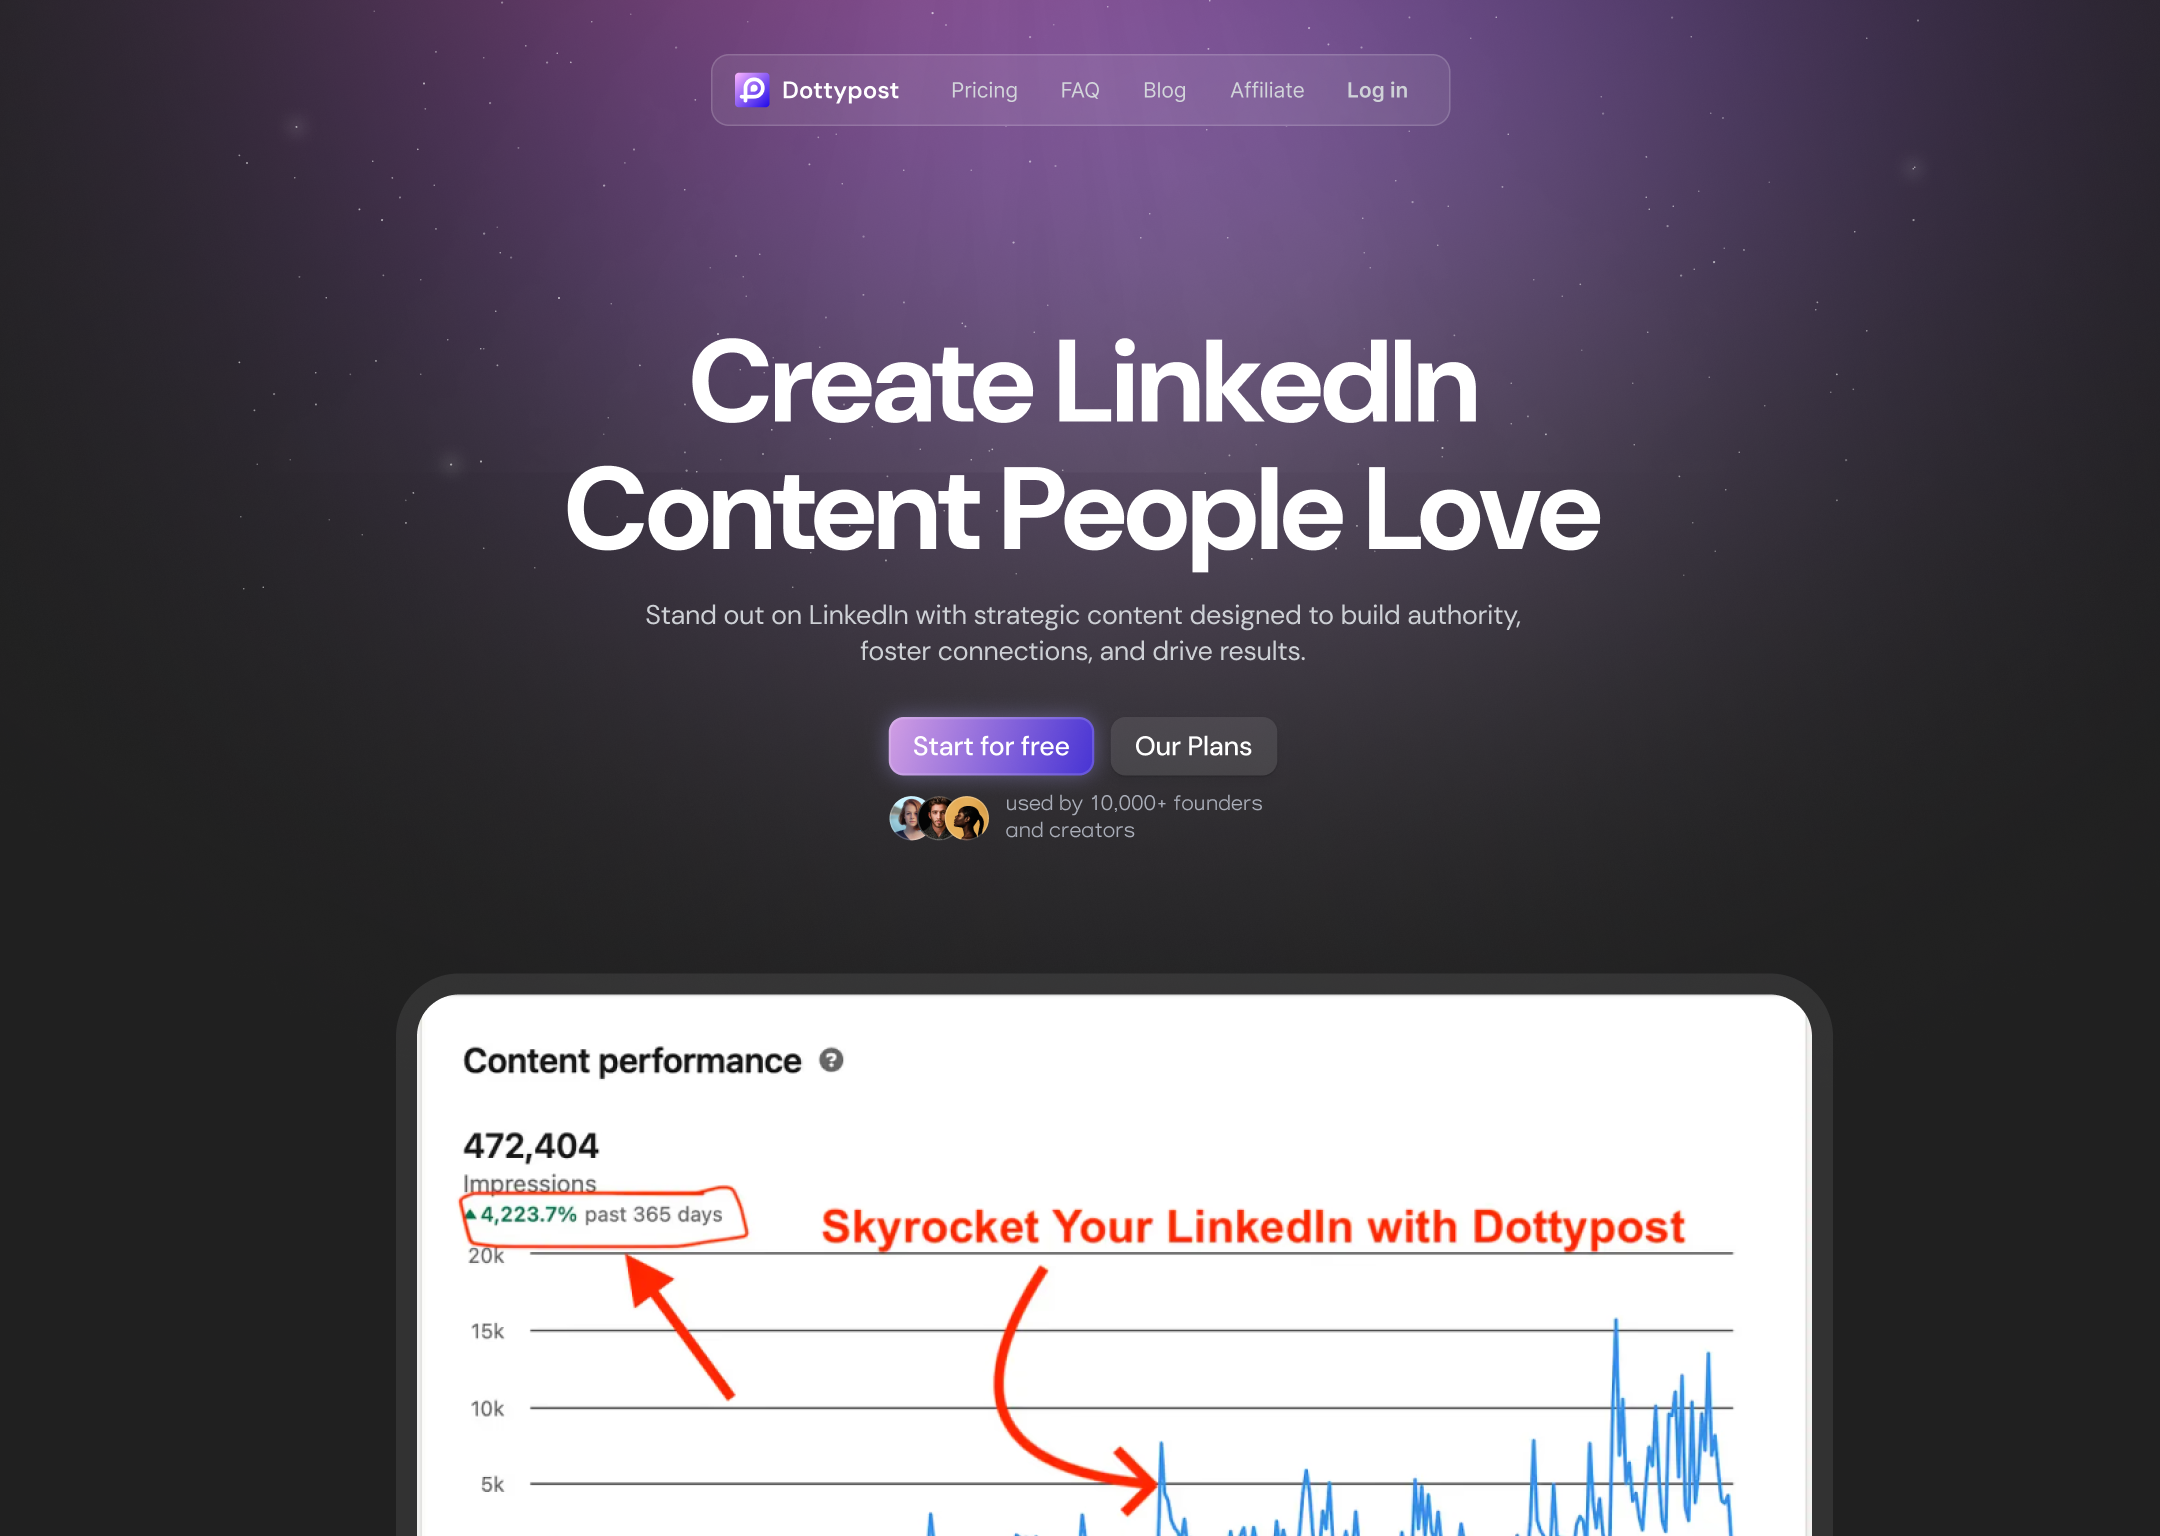 Dottypost Pricing FAQ Blog Affiliate Log in
Create LinkedIn
Content People Love
Stand out on LinkedIn with strategic content designed to build authority,
foster connections, and drive results.
Start for free Our Plans
used by 10,000+ founders
and creators
Content performance ?
472,404
Impressions
▲4,223.7% past 365 days
Skyrocket Your LinkedIn with Dottypost
20k
15k
10k
5k